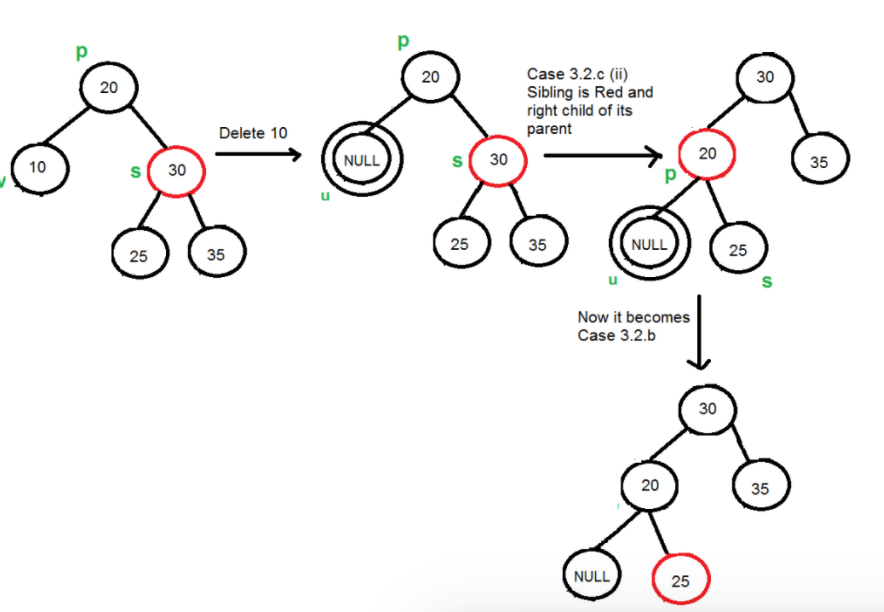 p
20
10
v
s
30
25
35
Delete 10
p
20
NULL
u
s
30
25
35
Case 3.2.c (ii)
Sibling is Red and
right child of its
parent
30
20
p
35
NULL
u
25
s
Now it becomes
Case 3.2.b
30
20
35
NULL
25